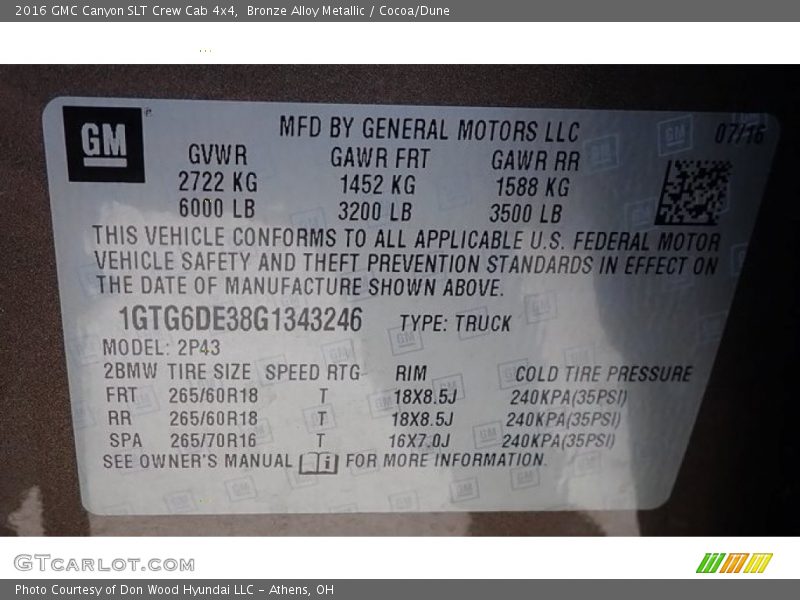 2016 GMC Canyon SLT Crew Cab 4x4, Bronze Alloy Metallic / Cocoa/Dune
GM
MFD BY GENERAL MOTORS LLC 07/16
GVWR GAWR FRT GAWR RR
2722 KG 1452 KG 1588 KG
6000 LB 3200 LB 3500 LB
THIS VEHICLE CONFORMS TO ALL APPLICABLE U.S. FEDERAL MOTOR
VEHICLE SAFETY AND THEFT PREVENTION STANDARDS IN EFFECT ON
THE DATE OF MANUFACTURE SHOWN ABOVE.
1GTG6DE38G1343246 TYPE: TRUCK
MODEL: 2P43
2BMW TIRE SIZE SPEED RTG RIM COLD TIRE PRESSURE
FRT 265/60R18 T 18X8.5J 240KPA(35PSI)
RR 265/60R18 T 18X8.5J 240KPA(35PSI)
SPA 265/70R16 T 16X7.0J 240KPA(35PSI)
SEE OWNER'S MANUAL i FOR MORE INFORMATION.
GTCARLOT.COM
Photo Courtesy of Don Wood Hyundai LLC - Athens, OH